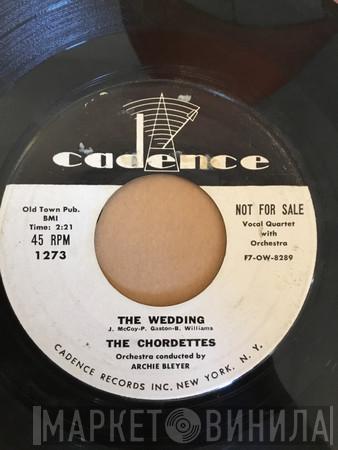 cadence
Old Town Pub.
BMI
Time: 2:21
45 RPM
1273
NOT FOR SALE
Vocal Quartet
with
Orchestra
F7-OW-8289
THE WEDDING
J. McCoy-P. Gaston-B. Williams
THE CHORDETTES
Orchestra conducted by
ARCHIE BLEYER
CADENCE RECORDS INC. NEW YORK, N. Y.
МАРКЕТ ВИНИЛА